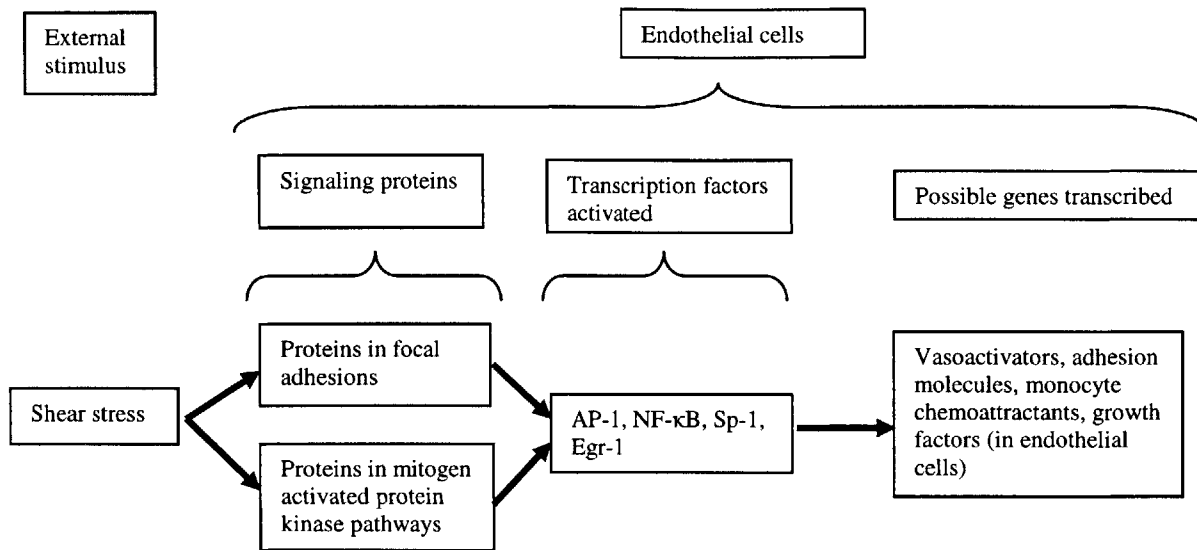 External
stimulus
Endothelial cells
Signaling proteins
Transcription factors
activated
Possible genes transcribed
Shear stress
Proteins in focal
adhesions
Proteins in mitogen
activated protein
kinase pathways
AP-1, NF-κB, Sp-1,
Egr-1
Vasoactivators, adhesion
molecules, monocyte
chemoattractants, growth
factors (in endothelial
cells)